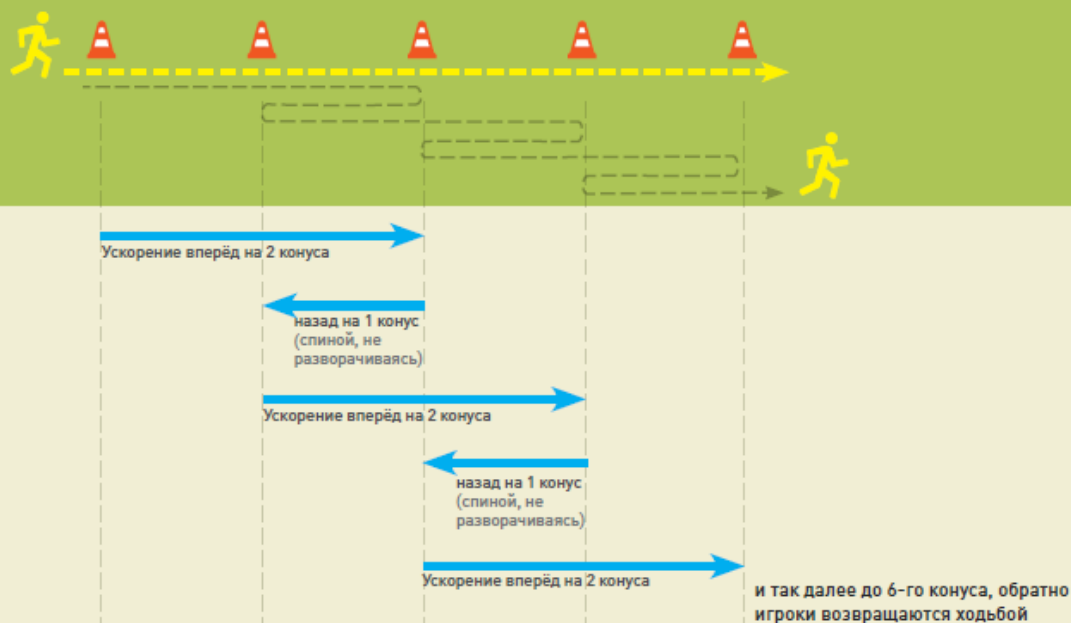 Ускорение вперёд на 2 конуса
назад на 1 конус
(спиной, не
разворачиваясь)
Ускорение вперёд на 2 конуса
назад на 1 конус
(спиной, не
разворачиваясь)
Ускорение вперёд на 2 конуса
и так далее до 6-го конуса, обратно
игроки возвращаются ходьбой